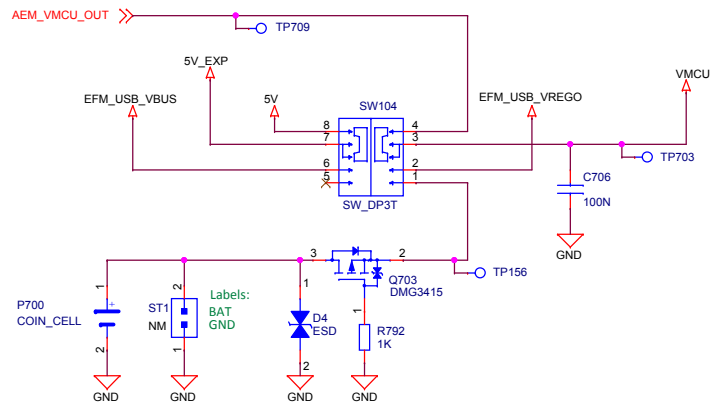 AEM_VMCU_OUT
TP709
5V_EXP
VMCU
EFM_USB_VBUS
5V
SW104
EFM_USB_VREGO
8
4
7
3
6
2
5
1
TP703
C706
100N
SW_DP3T
GND
3
2
TP156
Q703
DMG3415
1
2
1
P700
COIN_CELL
ST1
NM
Labels:
BAT
GND
D4
ESD
1
R792
1K
2
1
2
GND
GND
GND
GND